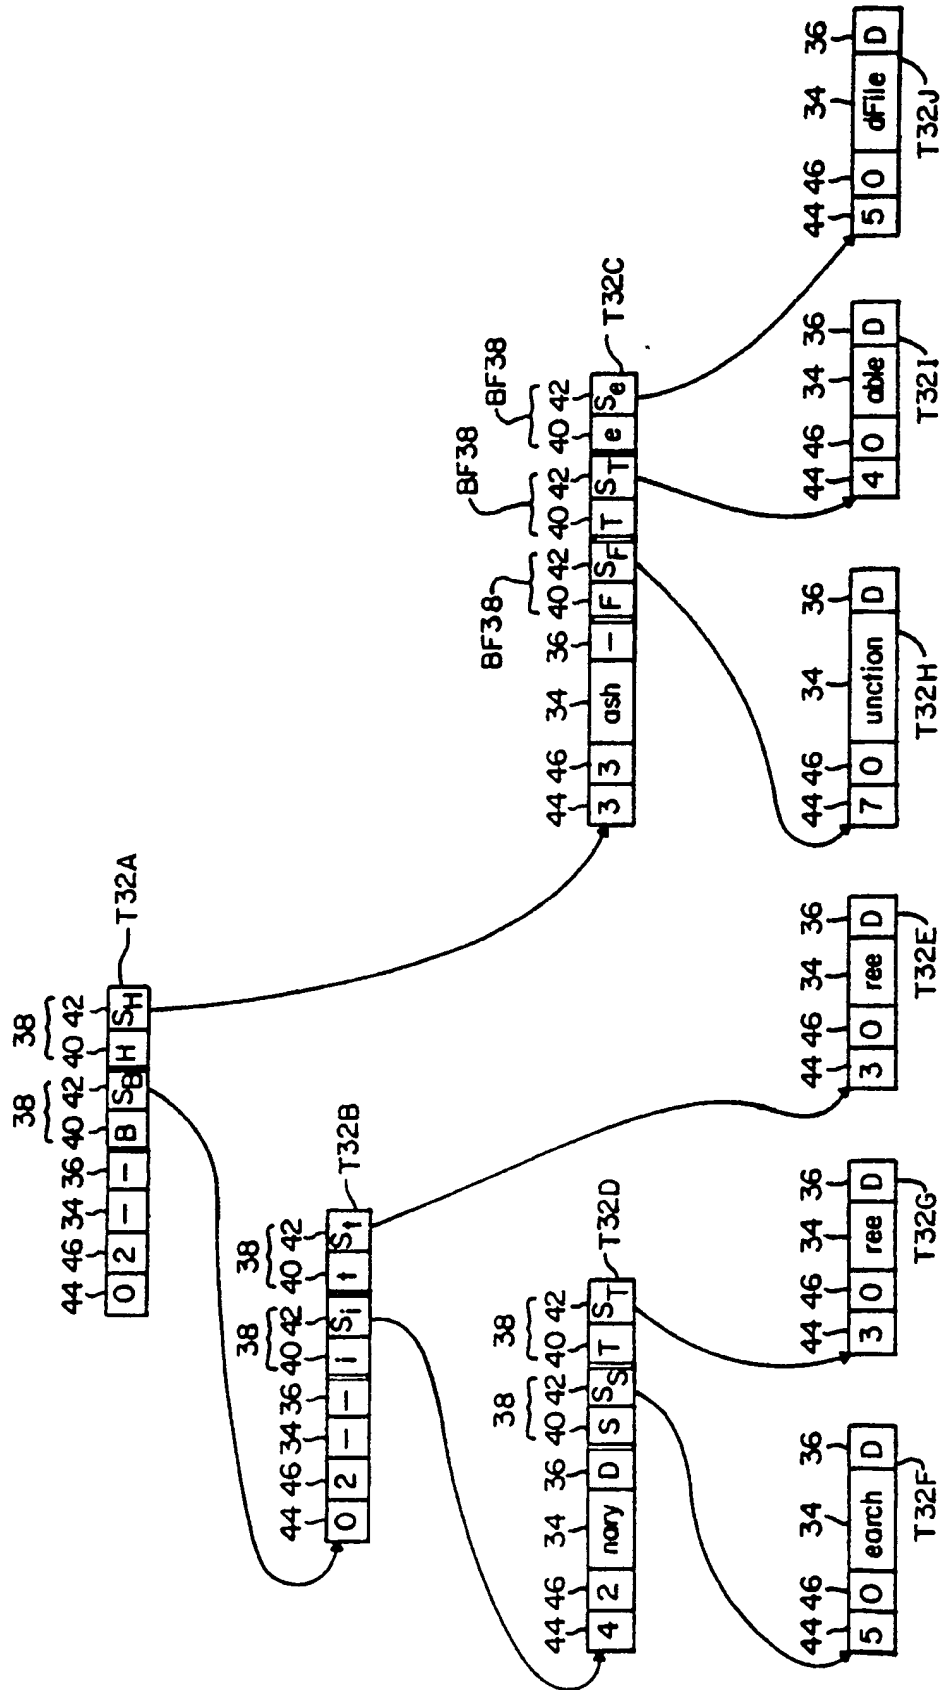 38 38
44 46 34 36 40 42 40 42
0 2 — — B SB H SH T32A
38 38
44 46 34 36 40 42 40 42
0 2 — — i Si t St T32B
BF38 BF38 BF38
38 38
44 46 34 36 40 42 40 42
4 2 nary D S SS T ST T32D
44 46 34 36 40 42 40 42 40 42
3 3 ash — F SF T ST e Se T32C
44 46 34 36
5 0 earch D
T32F
44 46 34 36
3 0 ree D
T32G
44 46 34 36
3 0 ree D
T32E
44 46 34 36
7 0 unction D
T32H
44 46 34 36
4 0 able D
T32I
44 46 34 36
5 0 dFile D
T32J